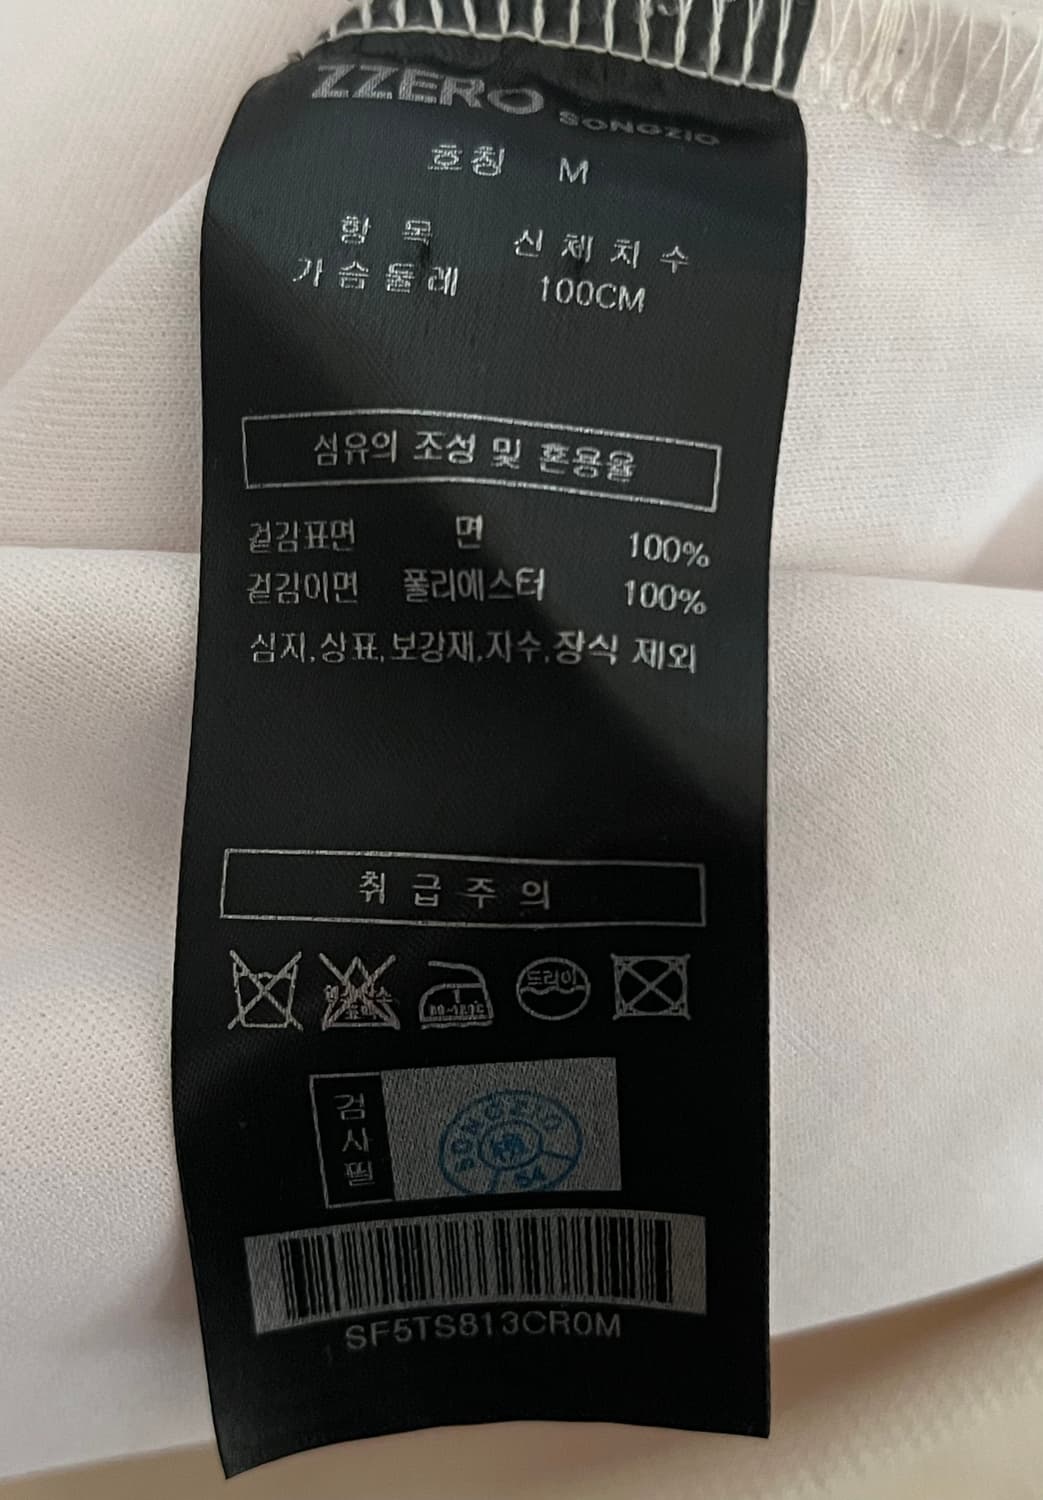 ZZERO SONGZIO
호칭 M
항 목 신 체 치 수
가 슴 둘 레 100CM
섬유의 조성 및 혼용율
겉감표면 면 100%
겉감이면 폴리에스터 100%
심지,상표,보강재,자수,장식 제외
취 급 주 의
드라이
검사필
SONGZIO
54
SF5TS813CR0M